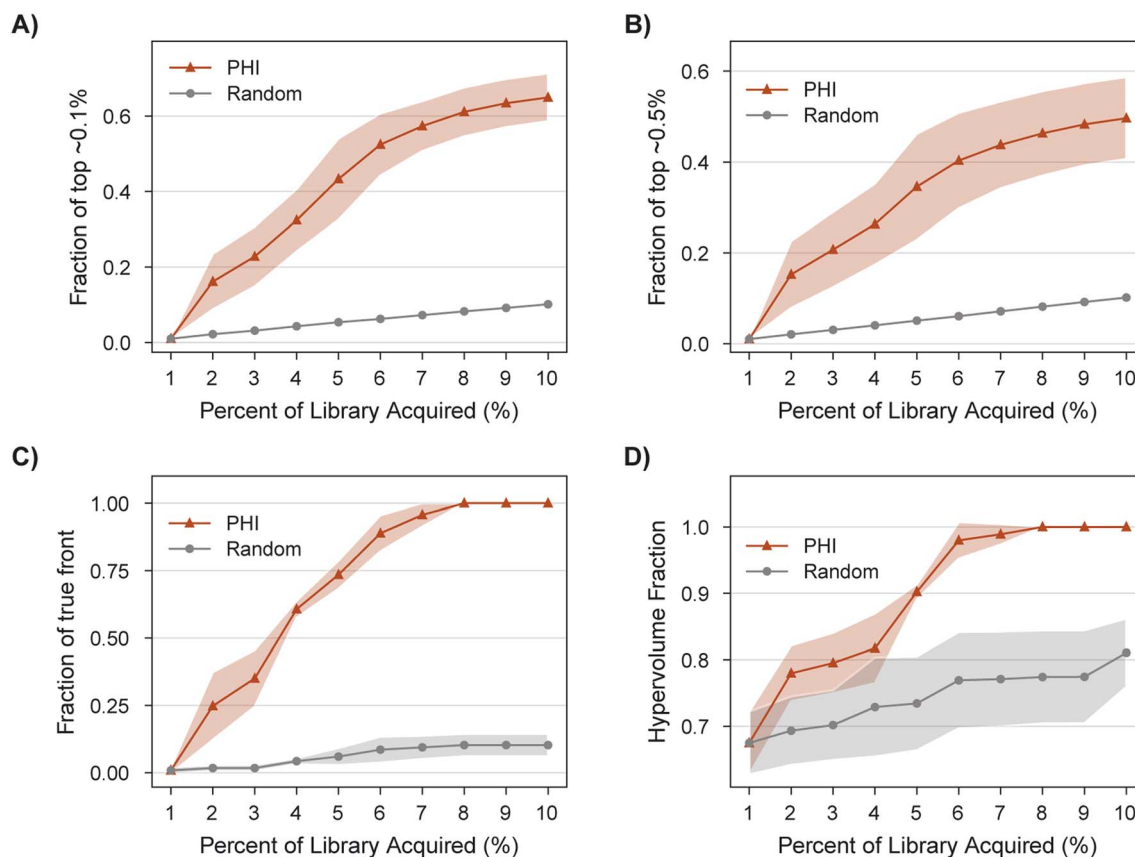 A)
Fraction of top ~0.1%
0.6
0.4
0.2
0.0
PHI
Random
1 2 3 4 5 6 7 8 9 10
Percent of Library Acquired (%)
B)
Fraction of top ~0.5%
0.6
0.4
0.2
0.0
PHI
Random
1 2 3 4 5 6 7 8 9 10
Percent of Library Acquired (%)
C)
Fraction of true front
1.00
0.75
0.50
0.25
0.00
PHI
Random
1 2 3 4 5 6 7 8 9 10
Percent of Library Acquired (%)
D)
Hypervolume Fraction
1.0
0.9
0.8
0.7
PHI
Random
1 2 3 4 5 6 7 8 9 10
Percent of Library Acquired (%)